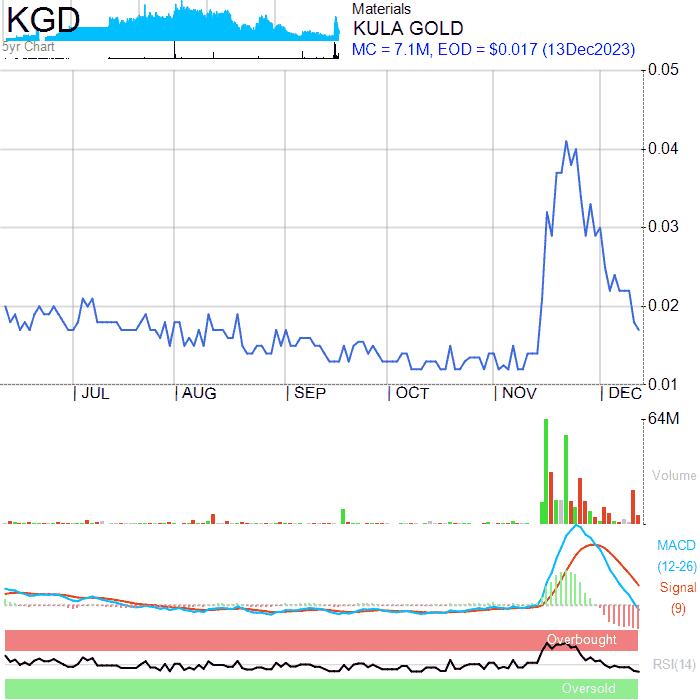 KGD
5yr Chart
Materials
KULA GOLD
MC = 7.1M, EOD = $0.017 (13Dec2023)
0.05
0.04
0.03
0.02
0.01
JUL AUG SEP OCT NOV DEC
64M
Volume
MACD
(12-26)
Signal
(9)
Overbought
RSI(14)
Oversold